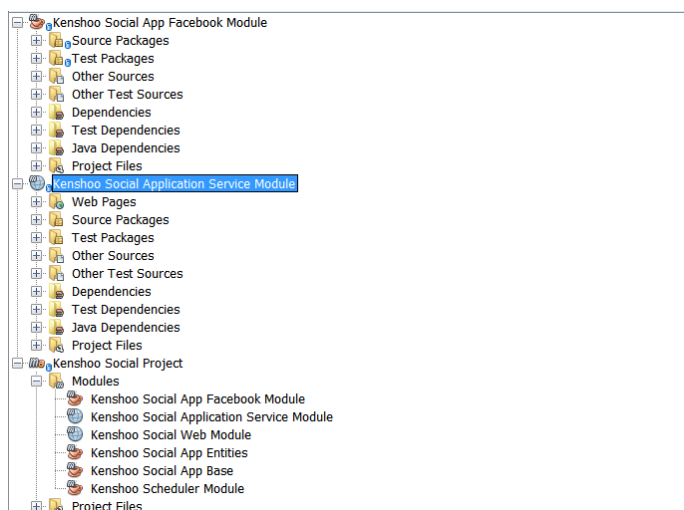 Kenshoo Social App Facebook Module
Source Packages
Test Packages
Other Sources
Other Test Sources
Dependencies
Test Dependencies
Java Dependencies
Project Files
Kenshoo Social Application Service Module
Web Pages
Source Packages
Test Packages
Other Sources
Other Test Sources
Dependencies
Test Dependencies
Java Dependencies
Project Files
Kenshoo Social Project
Modules
Kenshoo Social App Facebook Module
Kenshoo Social Application Service Module
Kenshoo Social Web Module
Kenshoo Social App Entities
Kenshoo Social App Base
Kenshoo Scheduler Module
Project Files